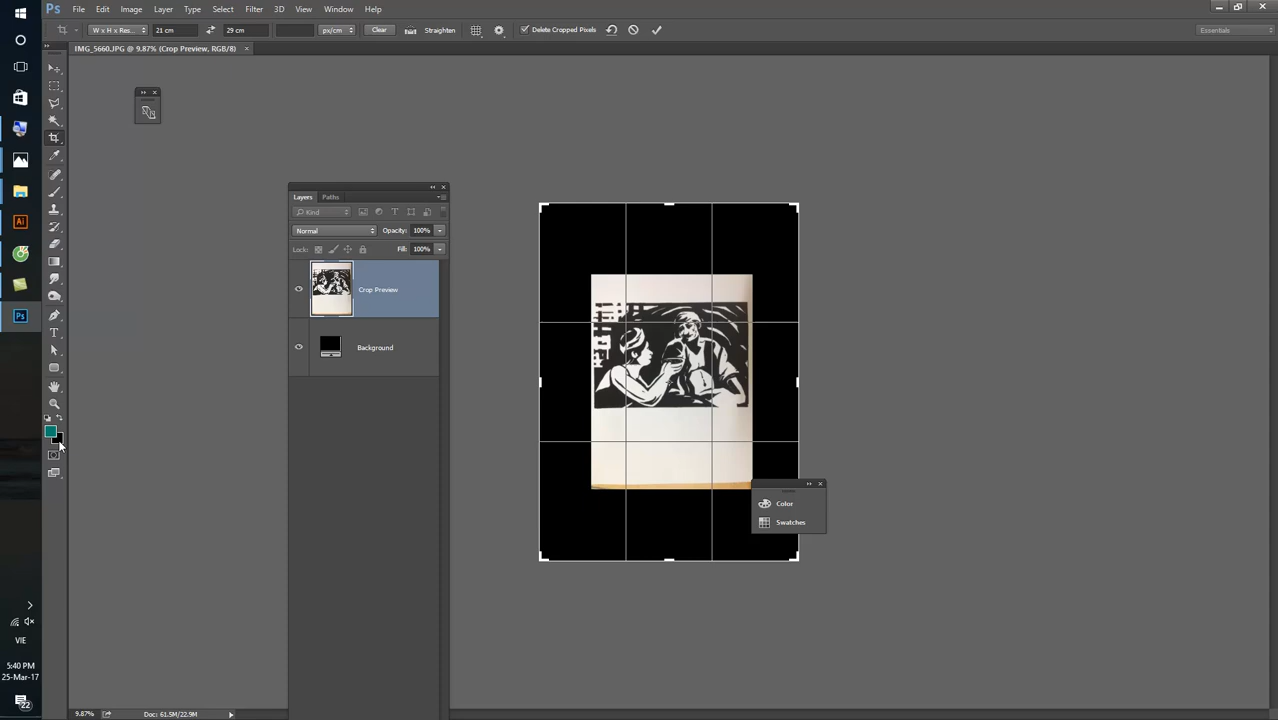 Ps File Edit Image Layer Type Select Filter 3D View Window Help
W x H x Res... 21 cm 29 cm px/cm Clear Straighten Delete Cropped Pixels Essentials
IMG_5660.JPG @ 9.87% (Crop Preview, RGB/8) ×
Layers Paths
Kind
Normal Opacity: 100%
Lock: Fill: 100%
Crop Preview
Background
Ai
Ps
Color
Swatches
VIE
5:40 PM
25-Mar-17
22
9.87% Doc: 61.5M/22.9M